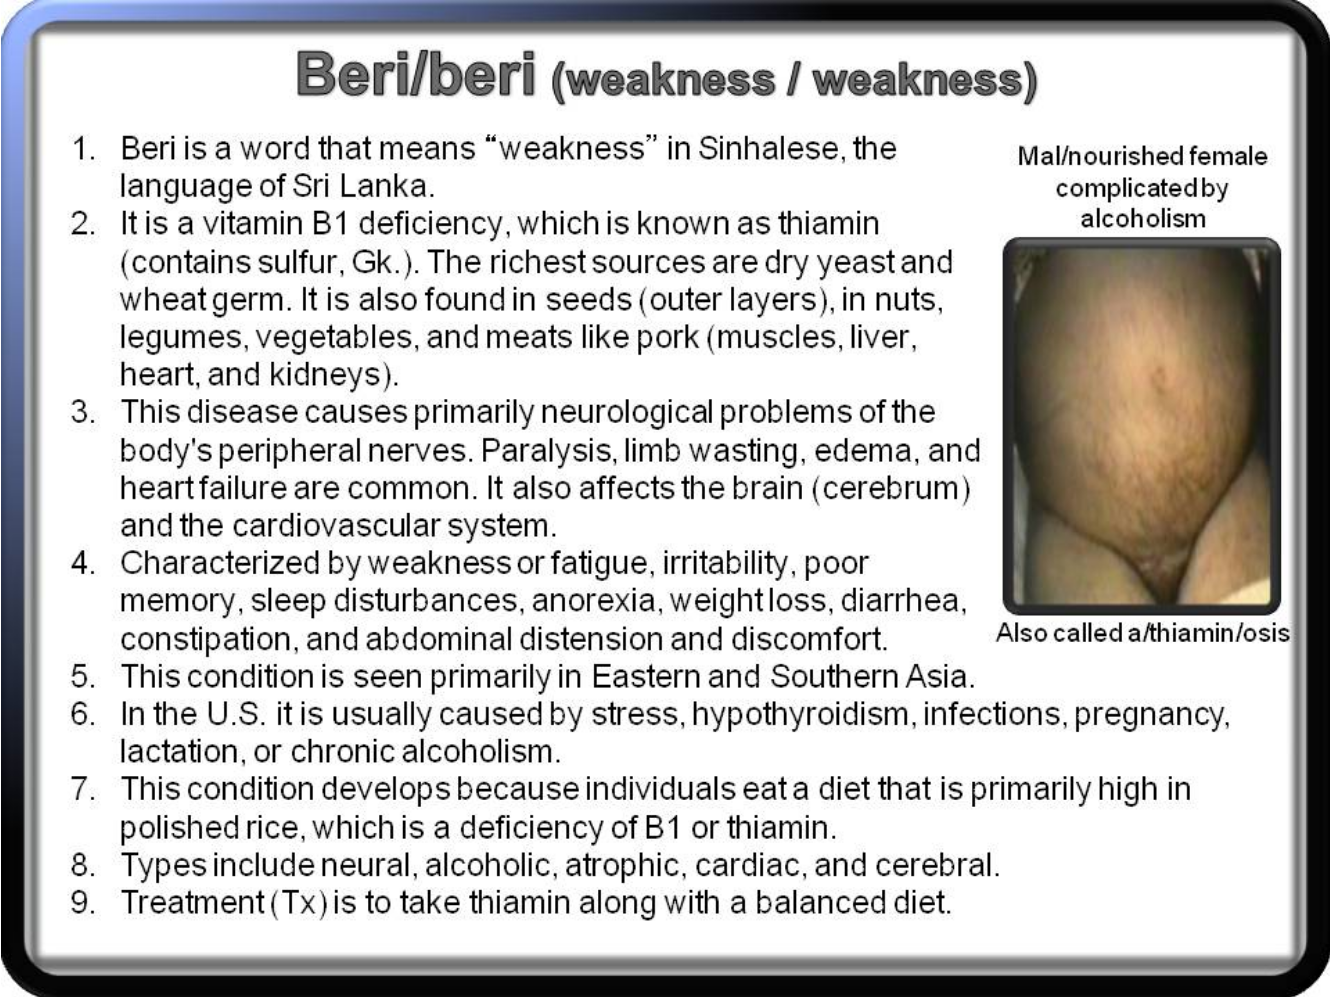 Beri/beri (weakness / weakness)
1. Beri is a word that means “weakness” in Sinhalese, the
language of Sri Lanka.
2. It is a vitamin B1 deficiency, which is known as thiamin
(contains sulfur, Gk.). The richest sources are dry yeast and
wheat germ. It is also found in seeds (outer layers), in nuts,
legumes, vegetables, and meats like pork (muscles, liver,
heart, and kidneys).
3. This disease causes primarily neurological problems of the
body's peripheral nerves. Paralysis, limb wasting, edema, and
heart failure are common. It also affects the brain (cerebrum)
and the cardiovascular system.
4. Characterized by weakness or fatigue, irritability, poor
memory, sleep disturbances, anorexia, weight loss, diarrhea,
constipation, and abdominal distension and discomfort.
5. This condition is seen primarily in Eastern and Southern Asia.
6. In the U.S. it is usually caused by stress, hypothyroidism, infections, pregnancy,
lactation, or chronic alcoholism.
7. This condition develops because individuals eat a diet that is primarily high in
polished rice, which is a deficiency of B1 or thiamin.
8. Types include neural, alcoholic, atrophic, cardiac, and cerebral.
9. Treatment (Tx) is to take thiamin along with a balanced diet.
Mal/nourished female
complicated by
alcoholism
Also called a/thiamin/osis